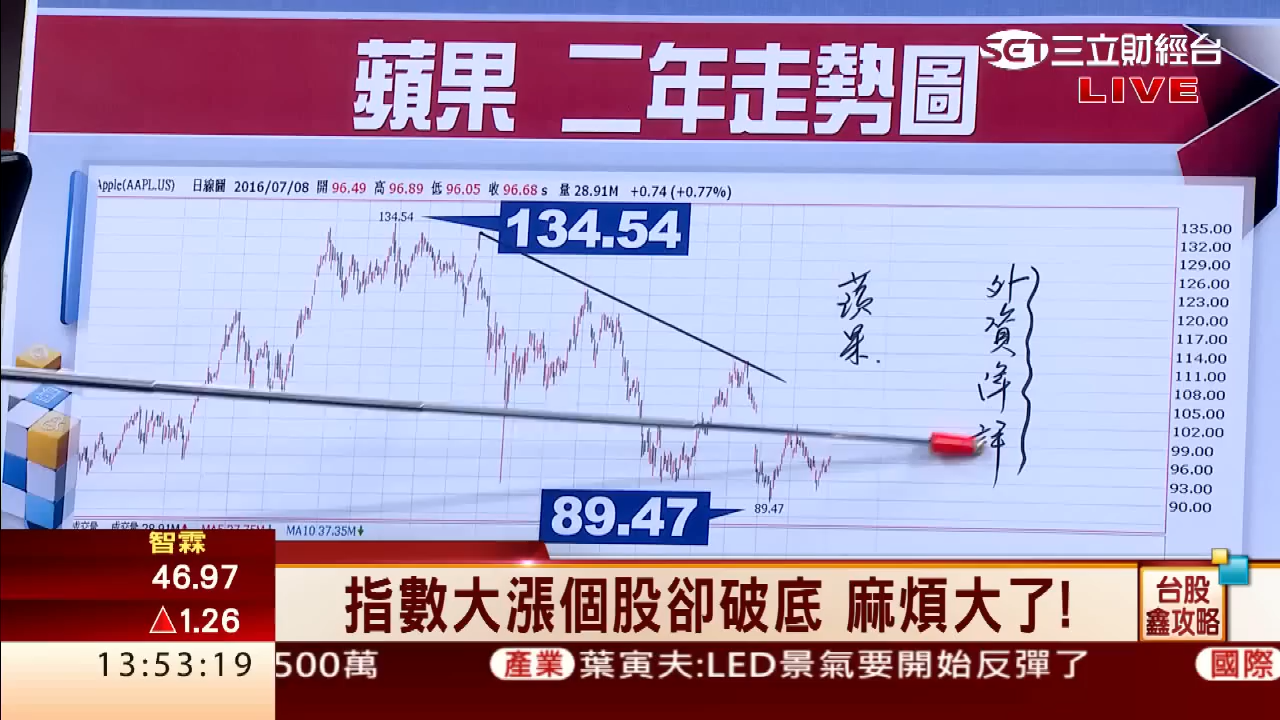 蘋果 二年走勢圖
SET三立財經台
LIVE
Apple(AAPL.US) 日線圖 2016/07/08 開 96.49 高 96.89 低 96.05 收 96.68 s 量 28.91M +0.74 (+0.77%)
134.54
134.54
135.00
132.00
129.00
126.00
123.00
120.00
117.00
114.00
111.00
108.00
105.00
102.00
99.00
96.00
93.00
90.00
蘋果.
外資降評
89.47
89.47
MA10 37.35M
智霖
46.97
△1.26
指數大漲個股卻破底 麻煩大了!
台股
鑫攻略
13:53:19
500萬 產業 葉寅夫:LED景氣要開始反彈了 國際